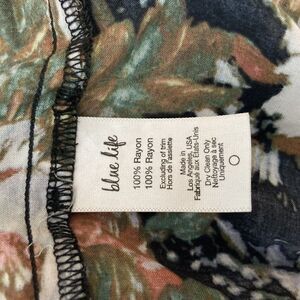 blue life
100% Rayon
100% Rayon
Excluding of trim
Hors de l'assiette
Made in
Los Angeles, USA
Fabriqué aux Etats-Unis
Dry Clean Only
Nettoyage à sec
Uniquement